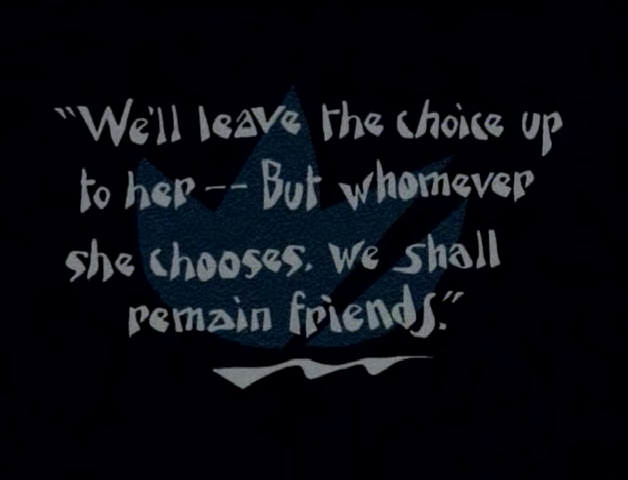 "We'll leave the choice up
to her -- But whomever
she chooses, we shall
remain friends."